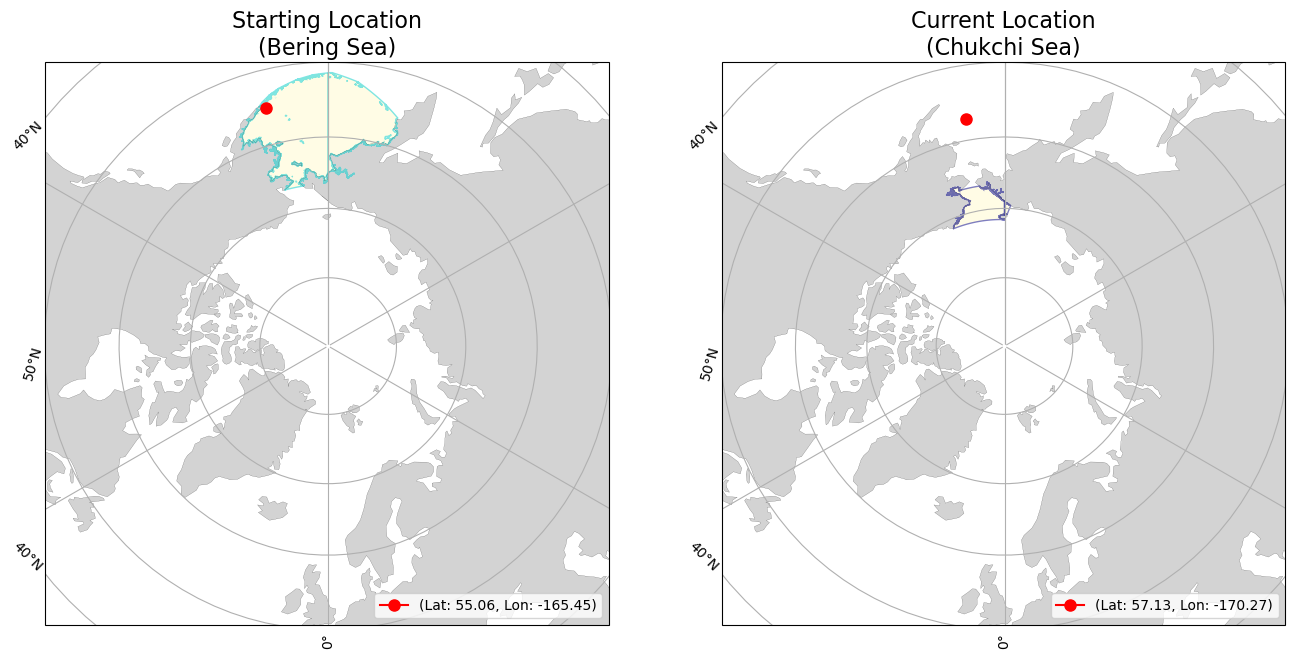 Starting Location
(Bering Sea)
40°N
50°N
40°N
0°
(Lat: 55.06, Lon: -165.45)
Current Location
(Chukchi Sea)
40°N
50°N
40°N
0°
(Lat: 57.13, Lon: -170.27)